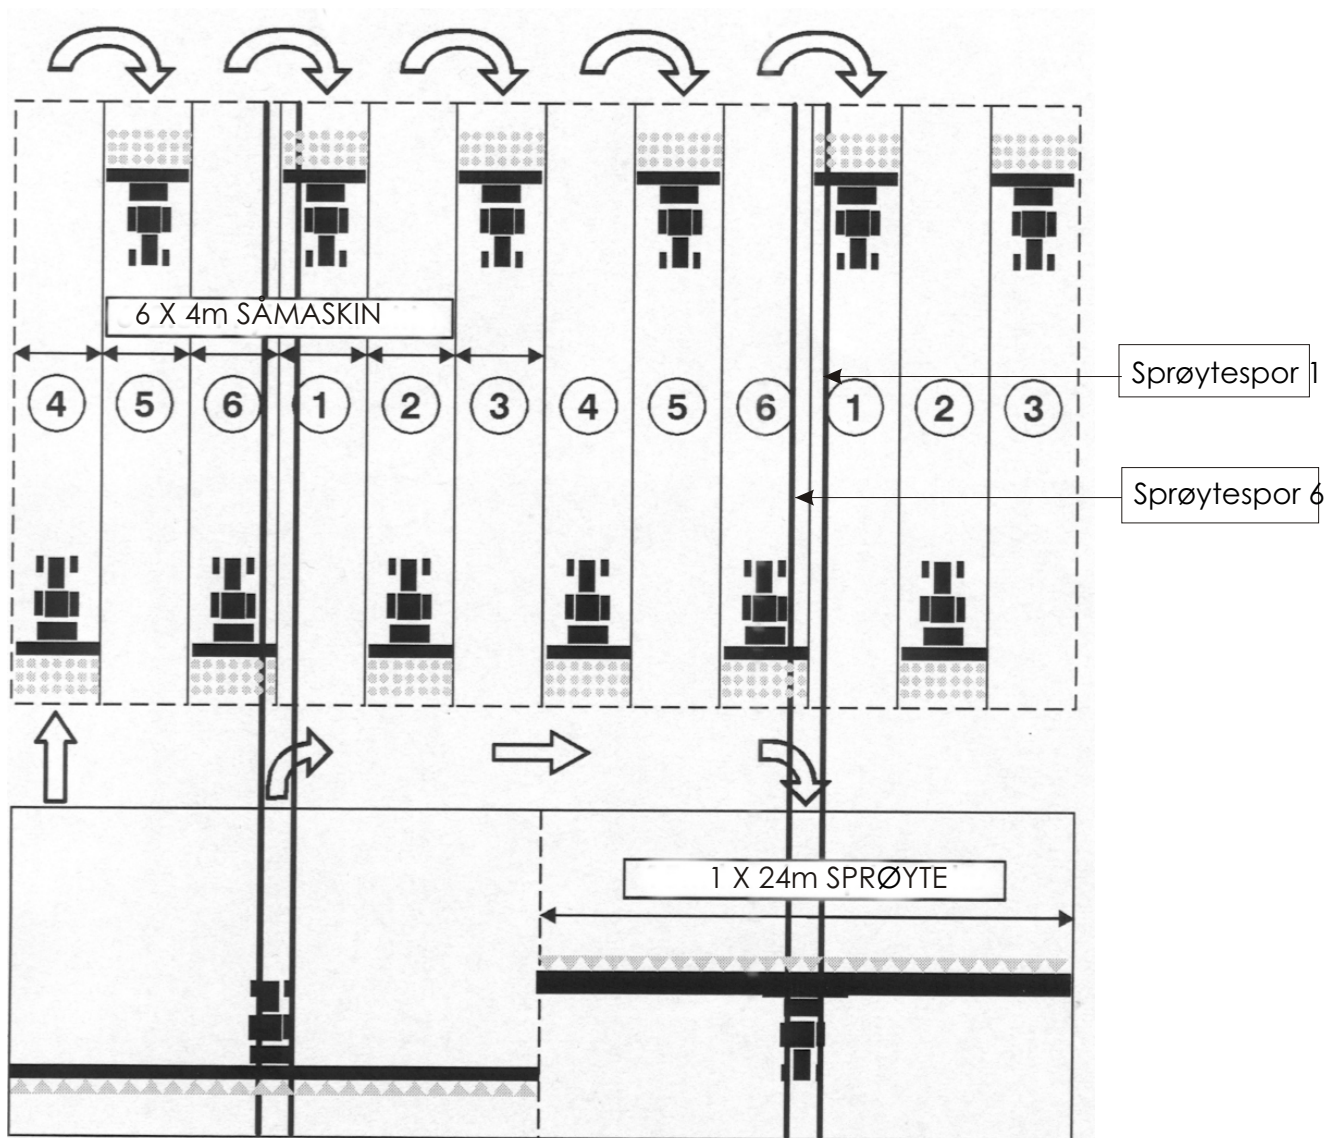 6 X 4m SÅMASKIN
4 5 6 1 2 3 4 5 6 1 2 3
Sprøytespor 1
Sprøytespor 6
1 X 24m SPRØYTE